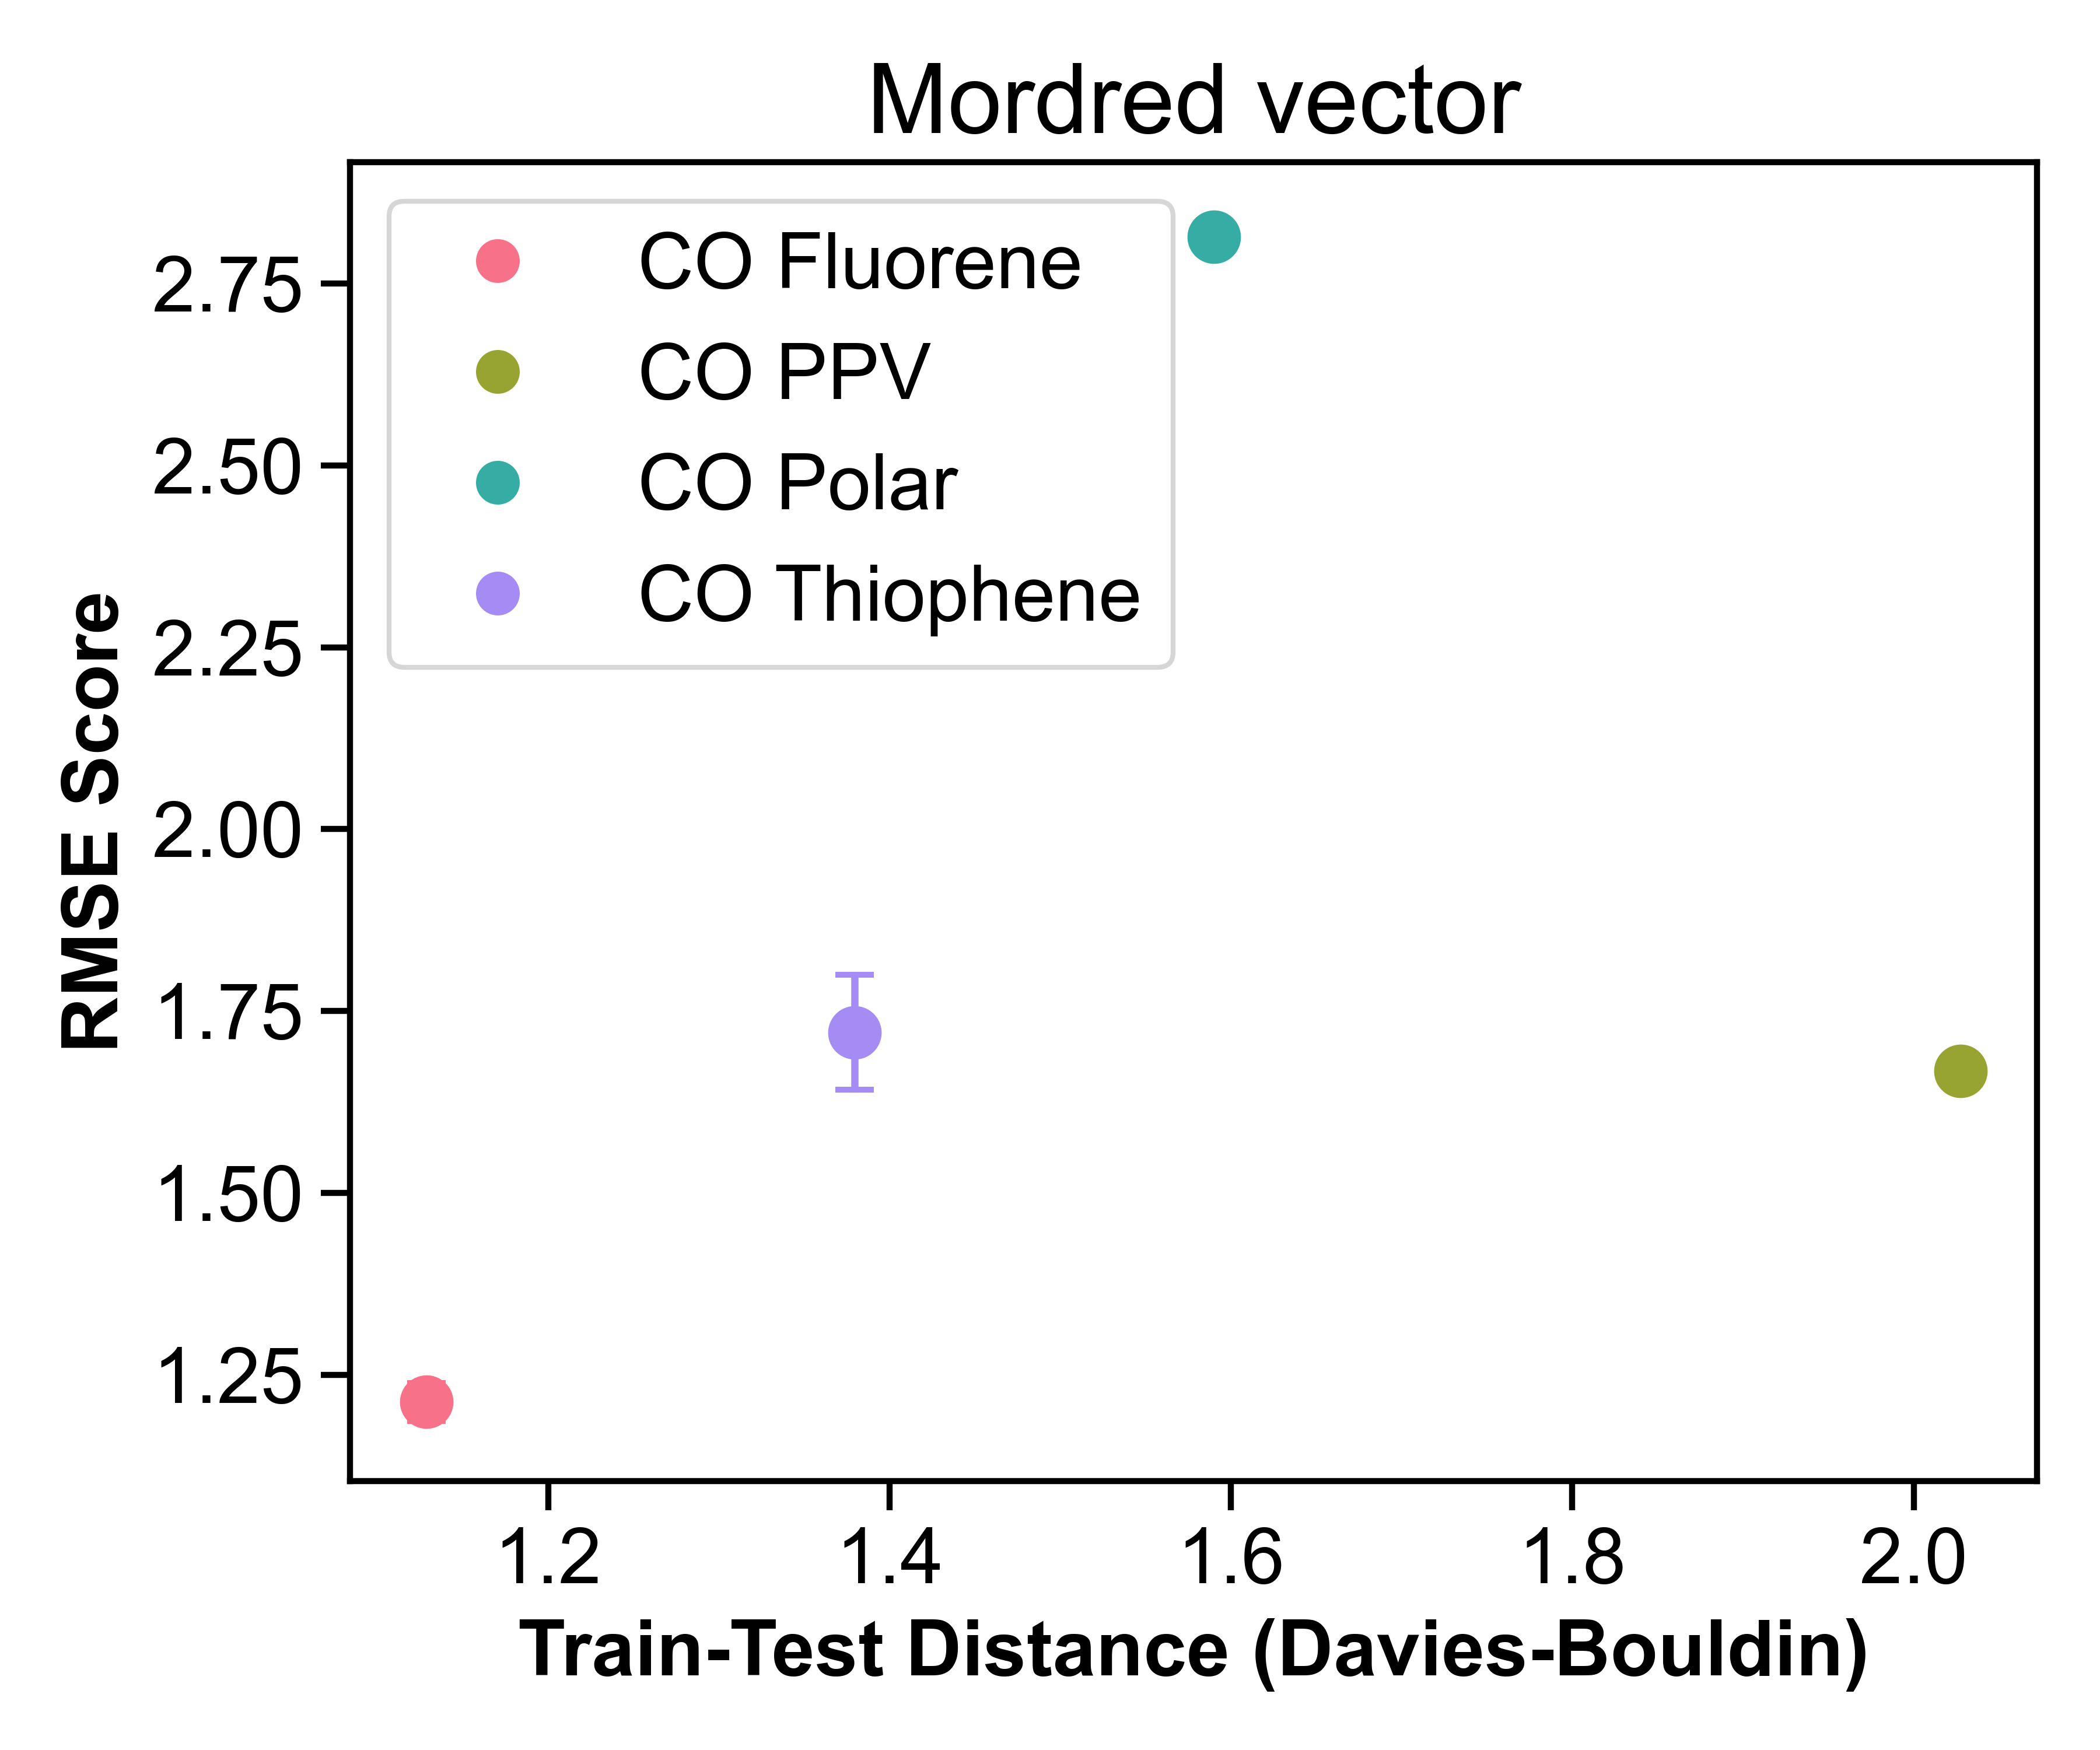 Mordred vector
CO Fluorene
CO PPV
CO Polar
CO Thiophene
RMSE Score
2.75
2.50
2.25
2.00
1.75
1.50
1.25
1.2
1.4
1.6
1.8
2.0
Train-Test Distance (Davies-Bouldin)